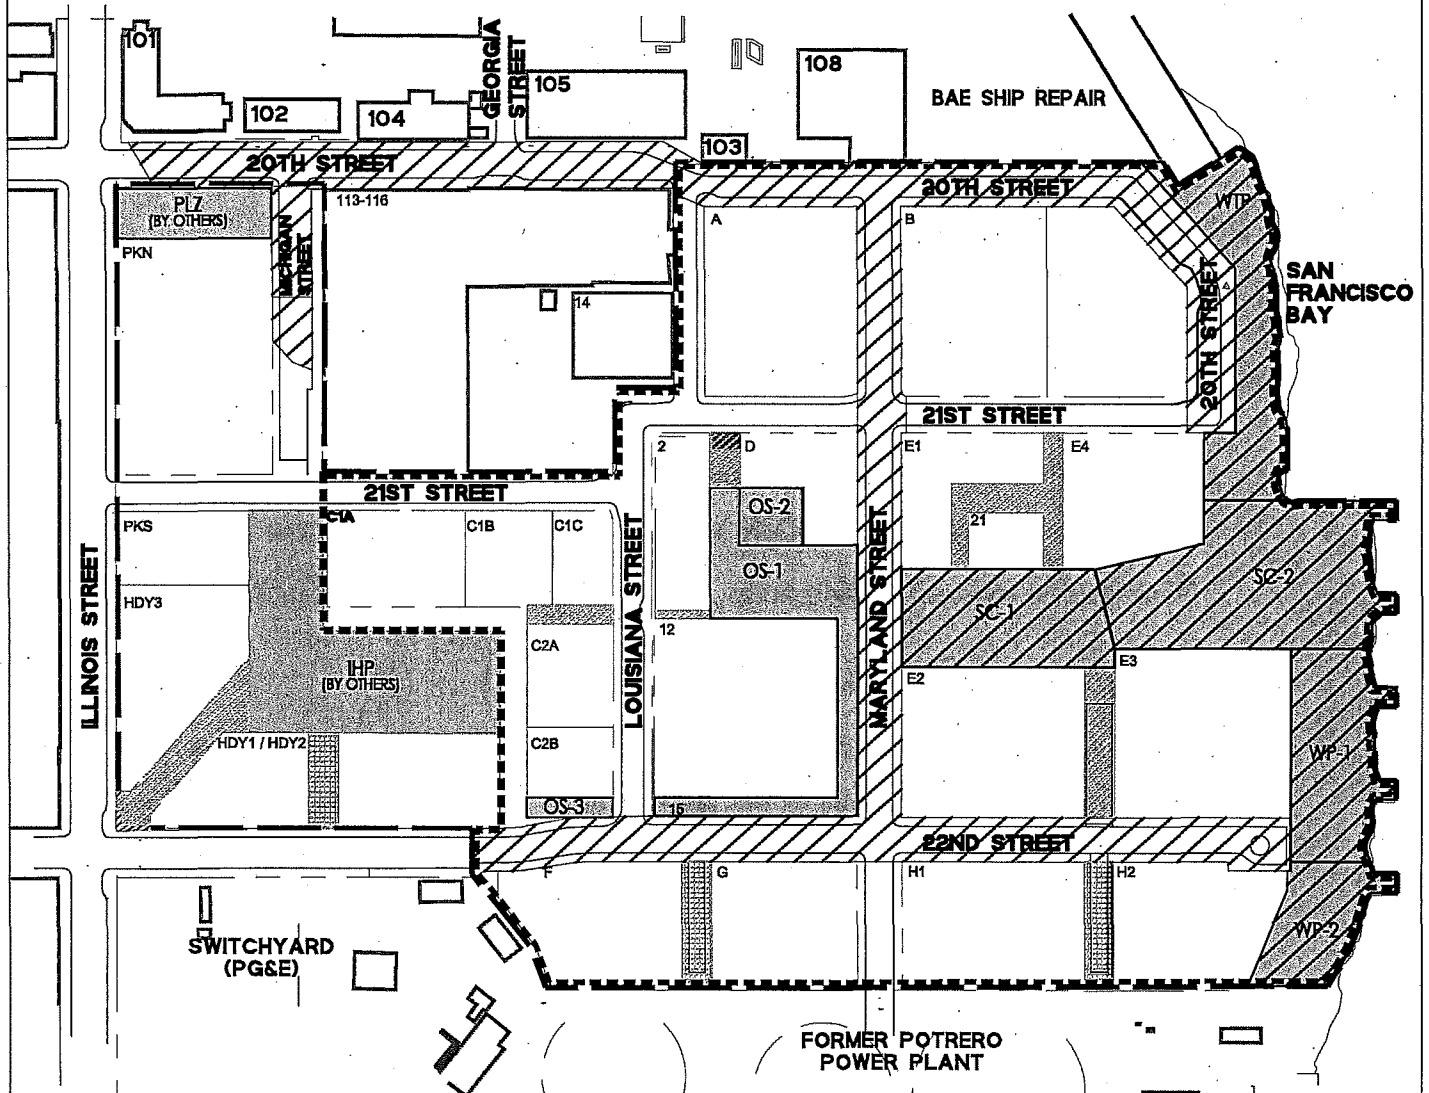 101
GEORGIA
STREET
108
105
102
104
BAE SHIP REPAIR
103
20TH STREET
20TH STREET
PLZ
(BY OTHERS)
113-116
WTP
A
B
MICHIGAN
STREET
PKN
20TH STREET
SAN
FRANCISCO
BAY
14
21ST STREET
2
D
E1
E4
21ST STREET
OS-2
PKS
C1A
C1B
C1C
21
ILLINOIS STREET
LOUISIANA STREET
MARYLAND STREET
OS-1
SC-2
HDY3
SC-1
12
C2A
IHP
(BY OTHERS)
E3
E2
HDY1 / HDY2
C2B
WP-1
OS-3
15
22ND STREET
F
G
H1
H2
WP-2
SWITCHYARD
(PG&E)
FORMER POTRERO
POWER PLANT